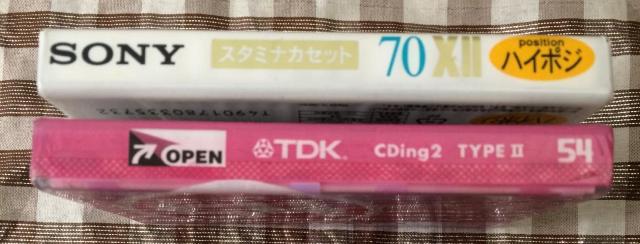 SONY スタミナカセット 70 XII position ハイポジ
T4901780335732
OPEN TDK CDing2 TYPE II 54